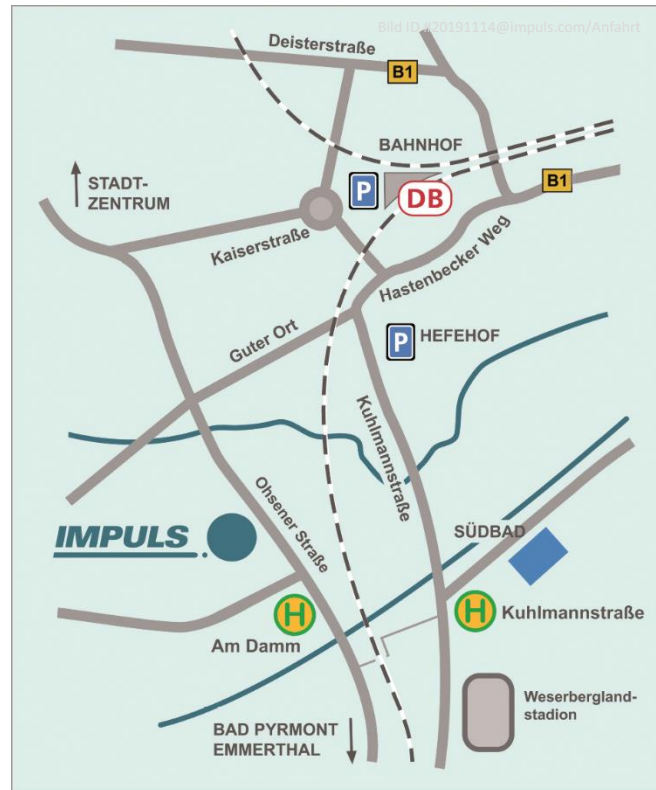 Bild ID #20191114@impuls.com/Anfahrt
Deisterstraße
B1
BAHNHOF
STADT-
ZENTRUM
P
DB
B1
Kaiserstraße
Hastenbecker Weg
Guter Ort
P
HEFEHOF
Kuhlmannstraße
Ohsener Straße
IMPULS
SÜDBAD
H
H
Kuhlmannstraße
Am Damm
Weserbergland-
stadion
BAD PYRMONT
EMMERTHAL